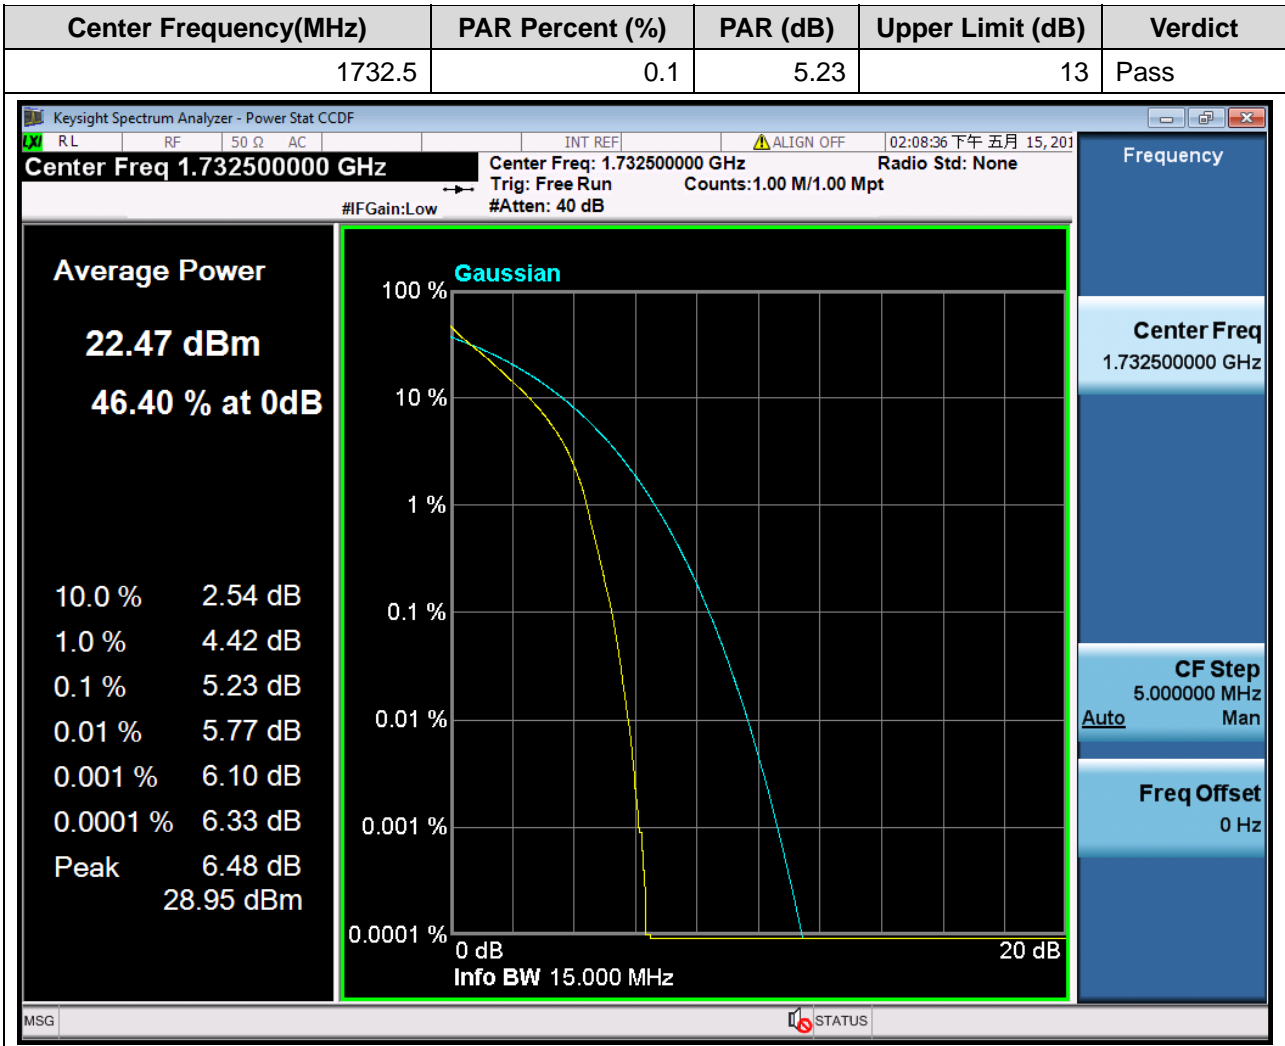 Center Frequency(MHz) PAR Percent (%) PAR (dB) Upper Limit (dB) Verdict
1732.5 0.1 5.23 13 Pass
Keysight Spectrum Analyzer - Power Stat CCDF
LXI RL RF 50 Ω AC INT REF ALIGN OFF 02:08:36 下午 五月 15, 201
Center Freq 1.732500000 GHz
Center Freq: 1.732500000 GHz Radio Std: None
Trig: Free Run Counts:1.00 M/1.00 Mpt
#IFGain:Low #Atten: 40 dB
Average Power
22.47 dBm
46.40 % at 0dB
10.0 % 2.54 dB
1.0 % 4.42 dB
0.1 % 5.23 dB
0.01 % 5.77 dB
0.001 % 6.10 dB
0.0001 % 6.33 dB
Peak 6.48 dB
28.95 dBm
Gaussian
100 %
10 %
1 %
0.1 %
0.01 %
0.001 %
0.0001 %
0 dB 20 dB
Info BW 15.000 MHz
Frequency
Center Freq
1.732500000 GHz
CF Step
5.000000 MHz
Auto Man
Freq Offset
0 Hz
MSG STATUS